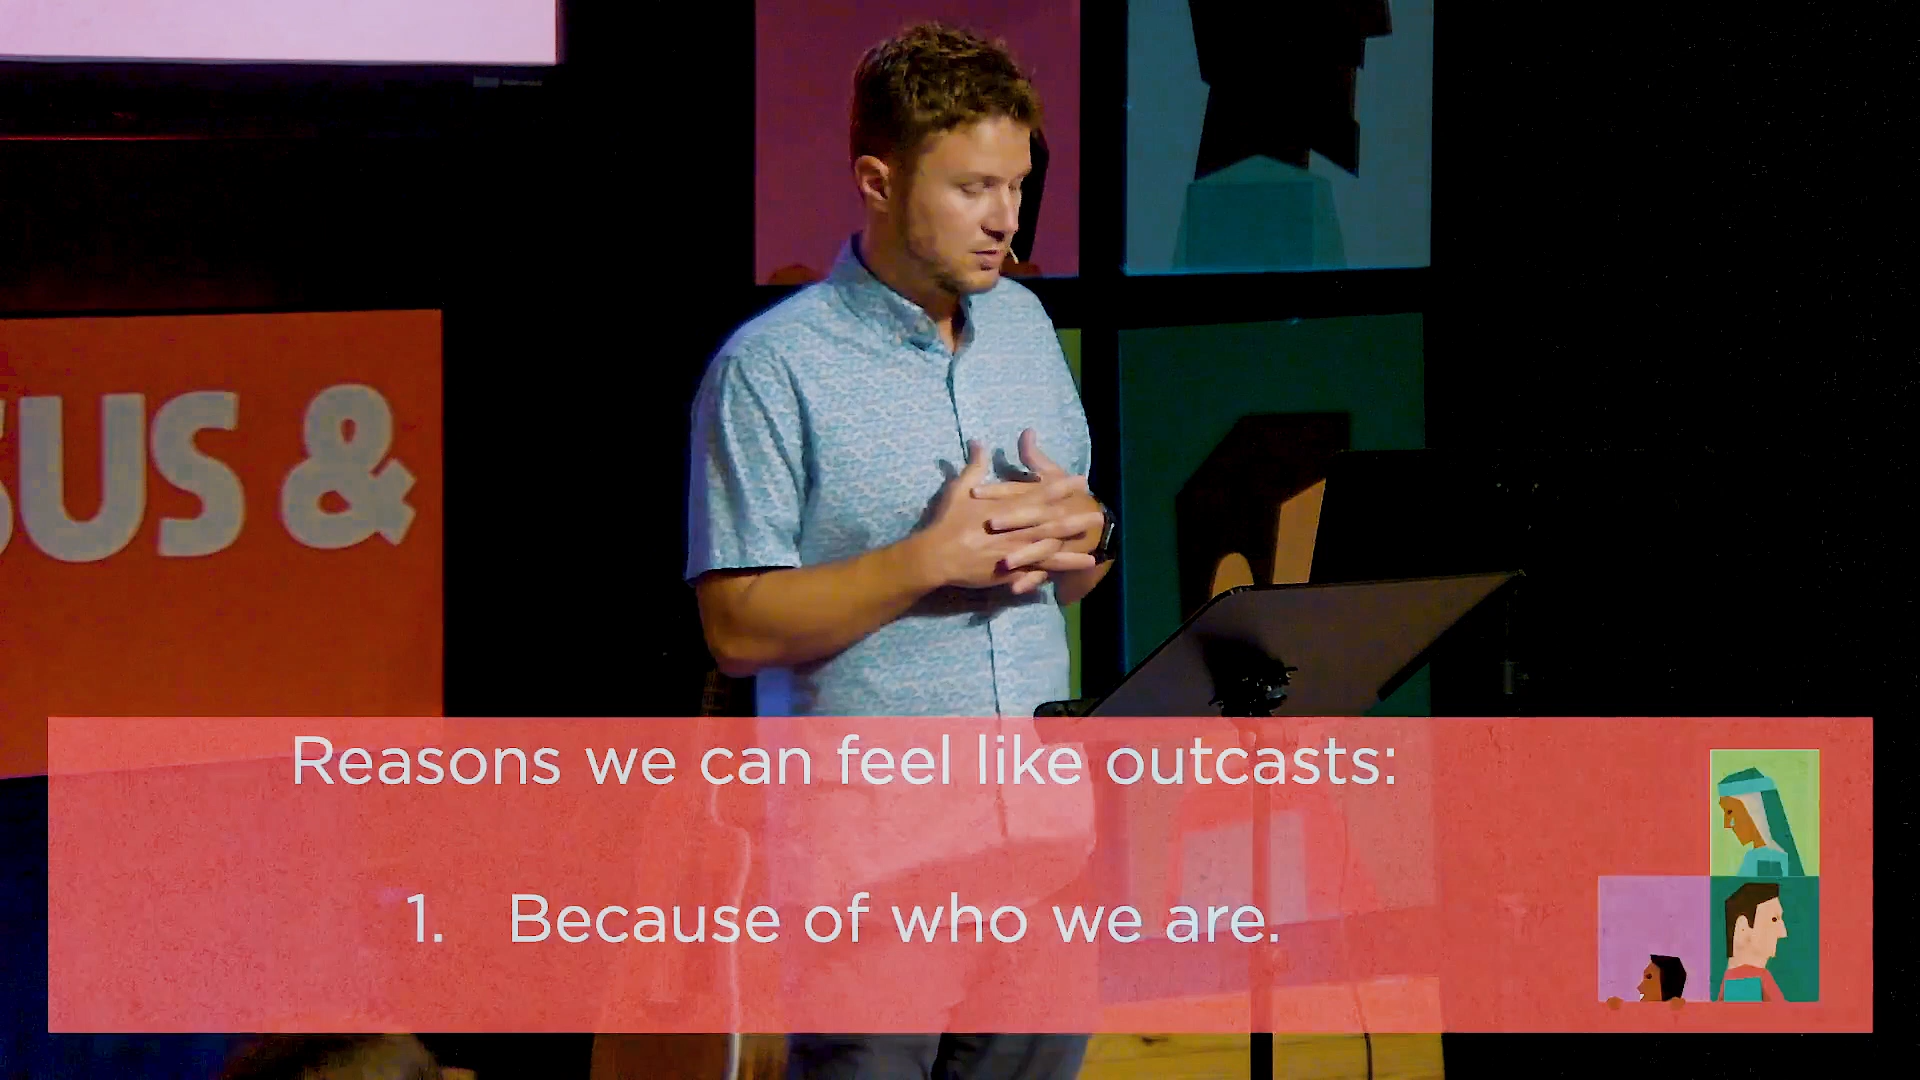 SUS &
Reasons we can feel like outcasts:
1. Because of who we are.